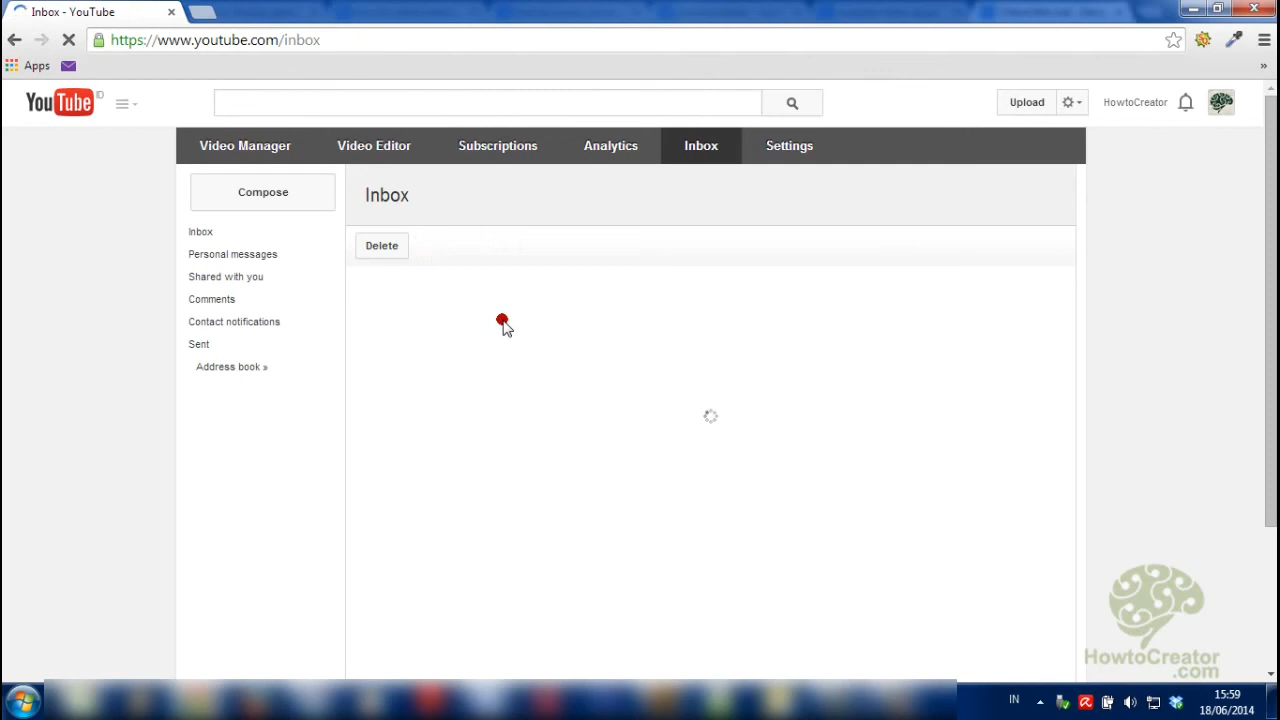 Inbox - YouTube
https://www.youtube.com/inbox
Apps
»
YouTube ID
Upload
HowtoCreator
Video Manager
Video Editor
Subscriptions
Analytics
Inbox
Settings
Compose
Inbox
Delete
Inbox
Personal messages
Shared with you
Comments
Contact notifications
Sent
Address book »
HowtoCreator
.com
IN
15:59
18/06/2014